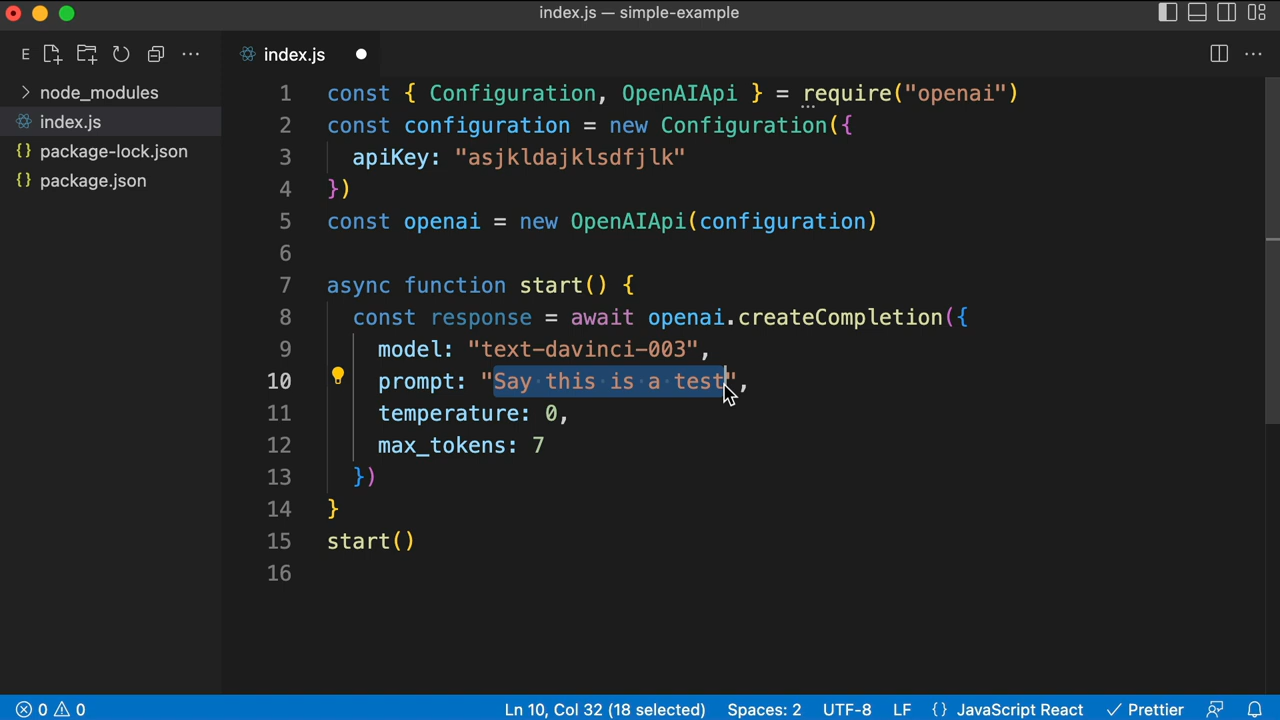 index.js — simple-example
E
index.js
node_modules
index.js
package-lock.json
package.json
1 const { Configuration, OpenAIApi } = require("openai")
2 const configuration = new Configuration({
3 apiKey: "asjkldajklsdfjlk"
4 })
5 const openai = new OpenAIApi(configuration)
6
7 async function start() {
8 const response = await openai.createCompletion({
9 model: "text-davinci-003",
10 prompt: "Say this is a test",
11 temperature: 0,
12 max_tokens: 7
13 })
14 }
15 start()
16
0 0 Ln 10, Col 32 (18 selected) Spaces: 2 UTF-8 LF {} JavaScript React Prettier